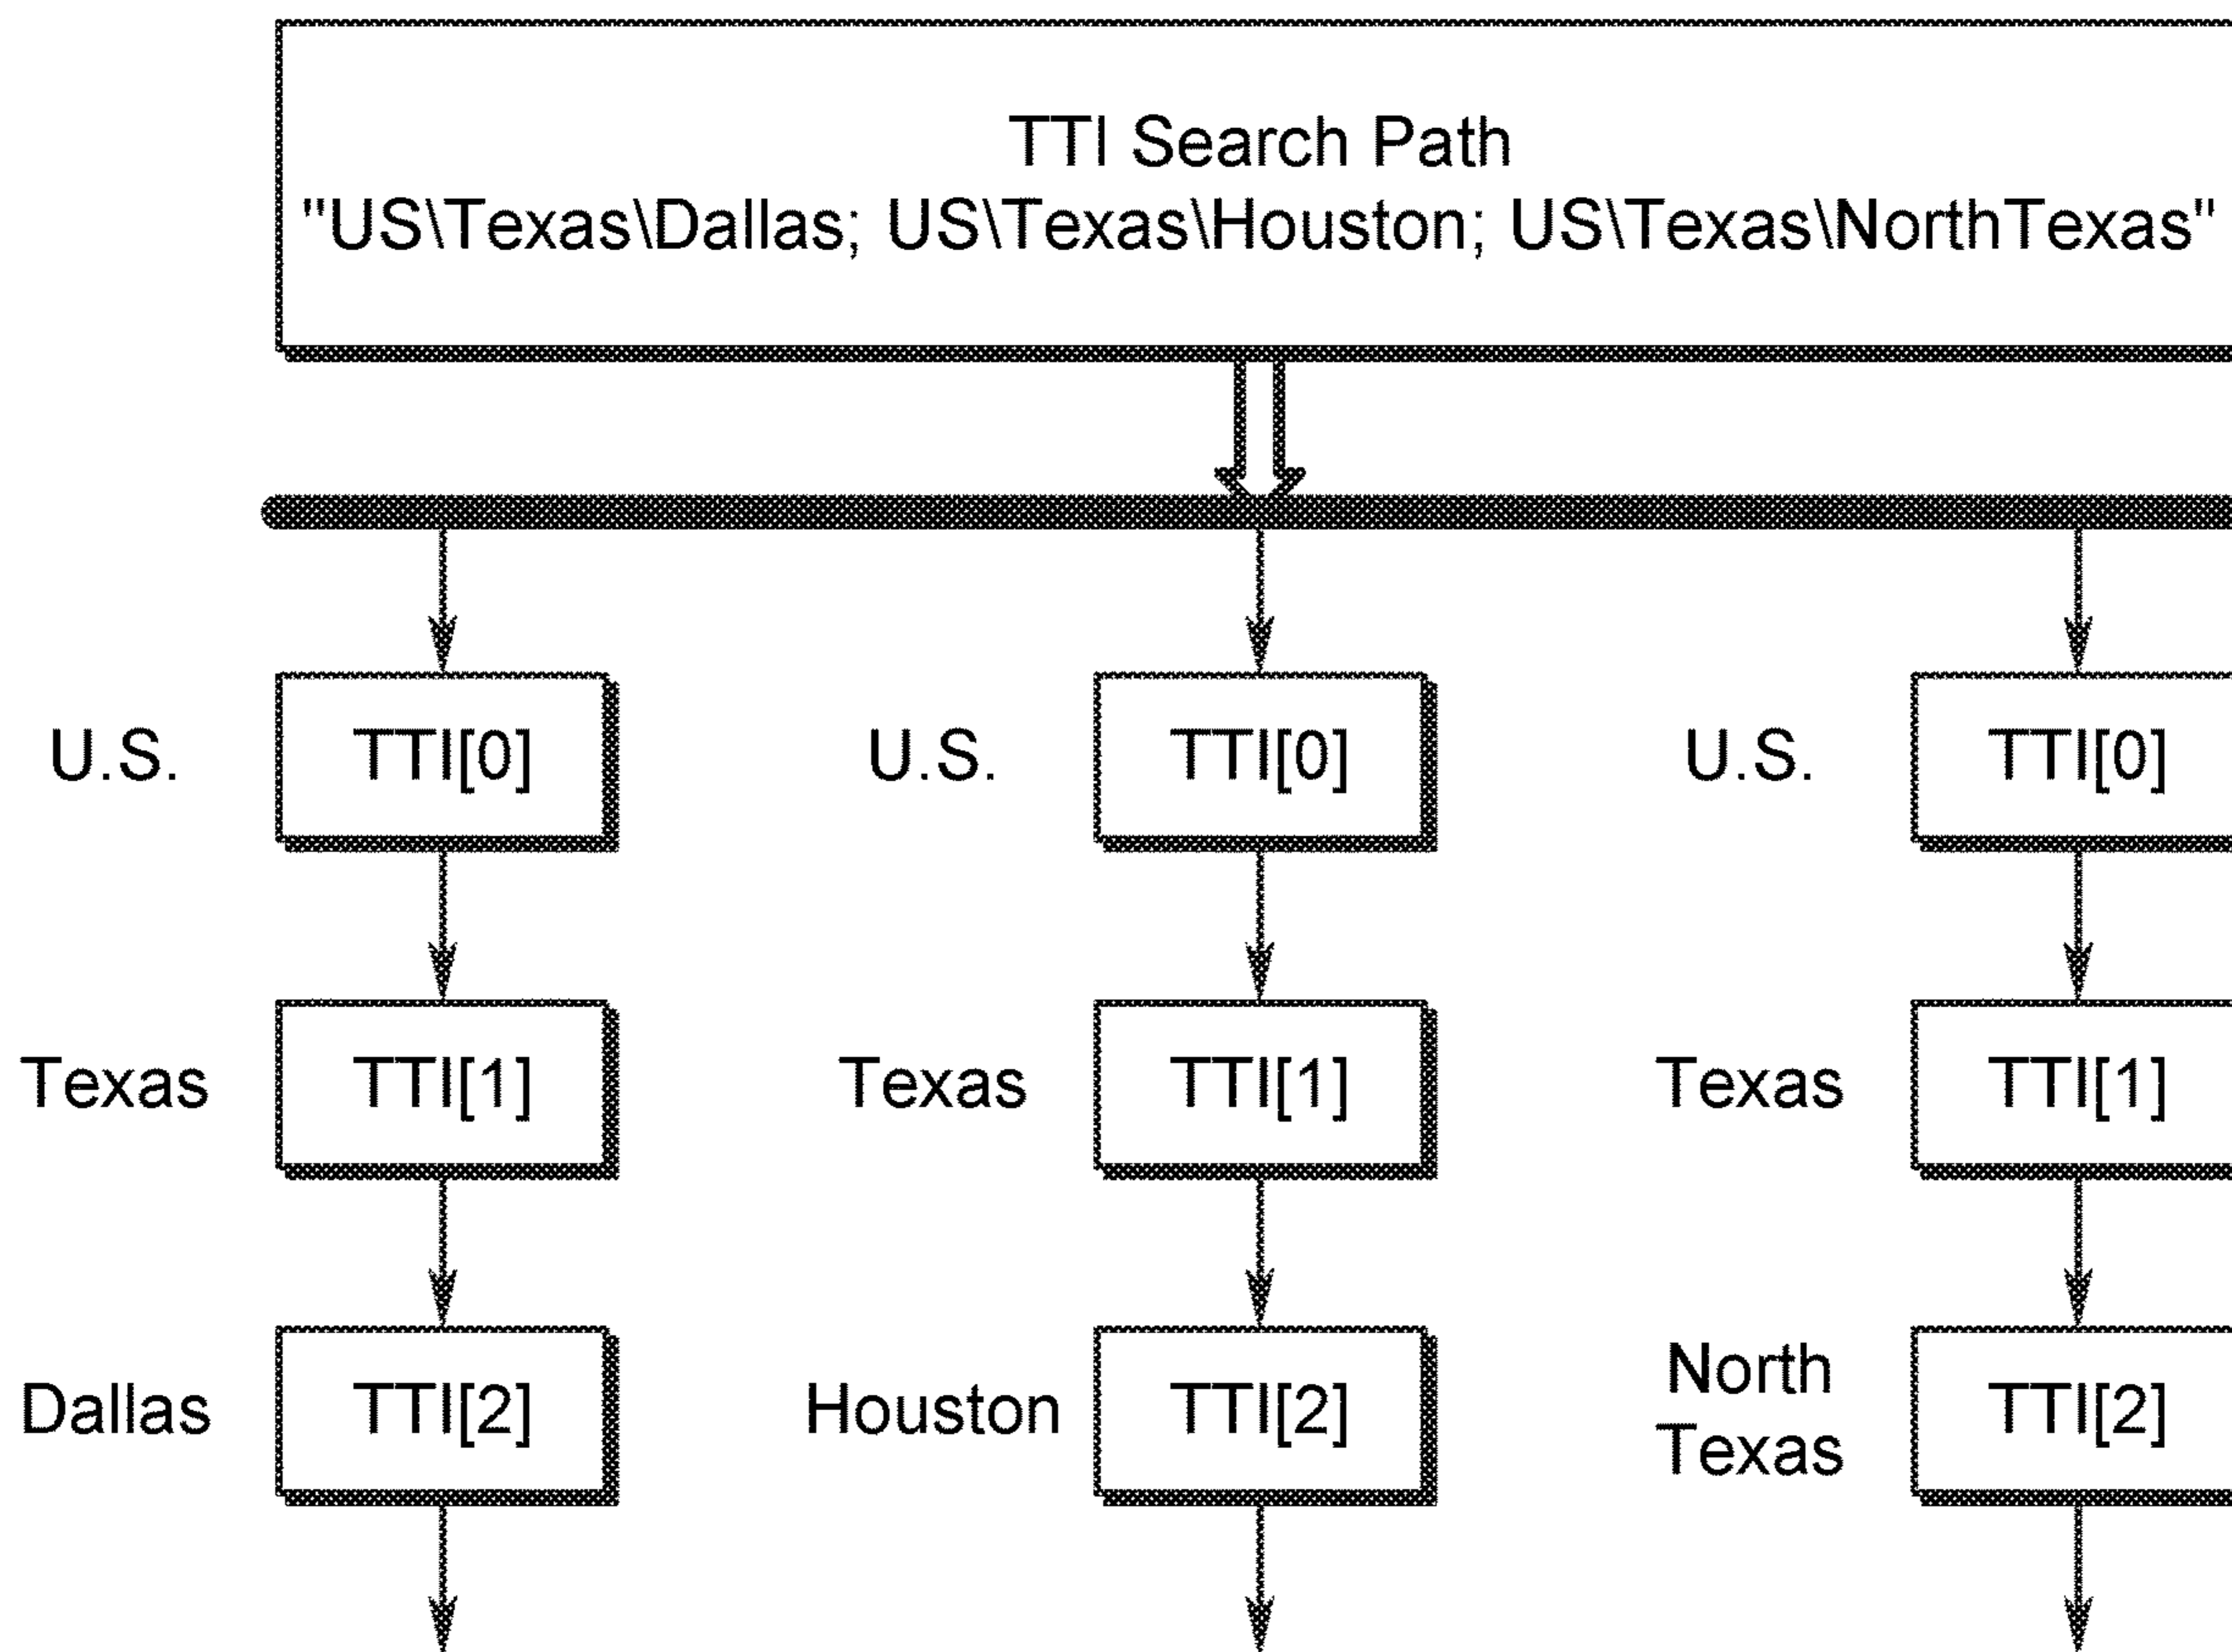 TTI Search Path
"US\Texas\Dallas; US\Texas\Houston; US\Texas\NorthTexas"
U.S. TTI[0] U.S. TTI[0] U.S. TTI[0]
Texas TTI[1] Texas TTI[1] Texas TTI[1]
Dallas TTI[2] Houston TTI[2] North
Texas TTI[2]